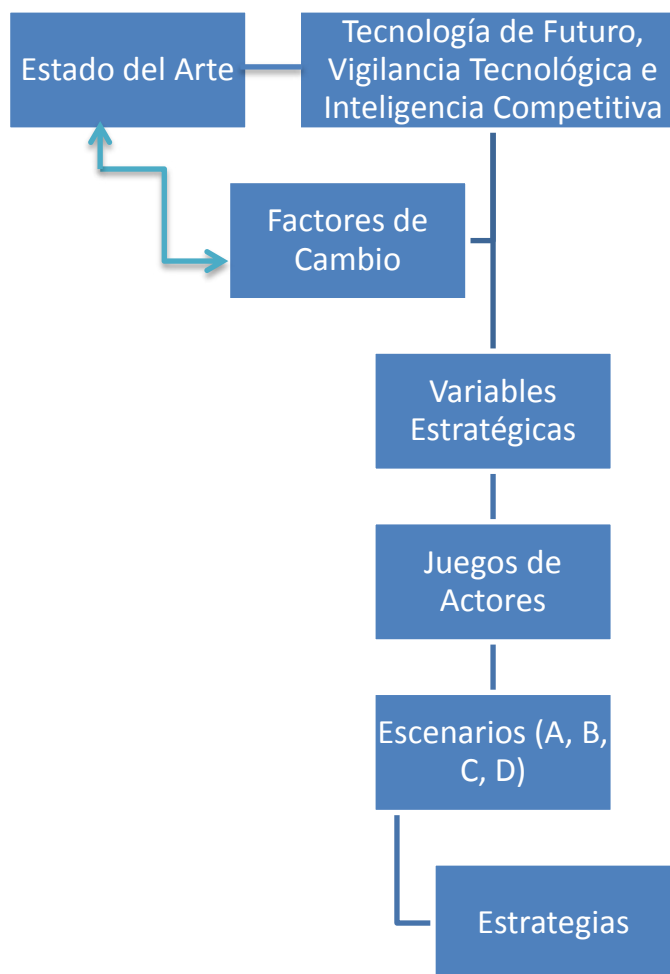 Estado del Arte
Tecnología de Futuro,
Vigilancia Tecnológica e
Inteligencia Competitiva
Factores de
Cambio
Variables
Estratégicas
Juegos de
Actores
Escenarios (A, B,
C, D)
Estrategias